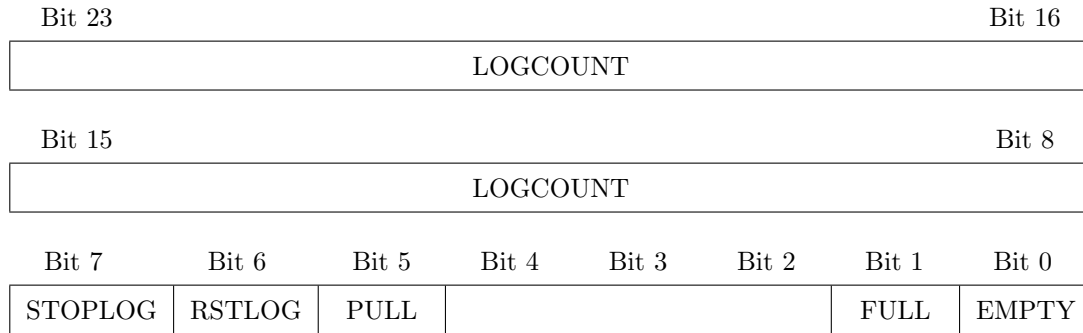 Bit 23 Bit 16
LOGCOUNT
Bit 15 Bit 8
LOGCOUNT
Bit 7 Bit 6 Bit 5 Bit 4 Bit 3 Bit 2 Bit 1 Bit 0
STOPLOG RSTLOG PULL FULL EMPTY